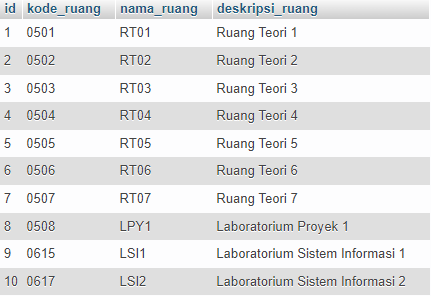 id kode_ruang nama_ruang deskripsi_ruang
1 0501 RT01 Ruang Teori 1
2 0502 RT02 Ruang Teori 2
3 0503 RT03 Ruang Teori 3
4 0504 RT04 Ruang Teori 4
5 0505 RT05 Ruang Teori 5
6 0506 RT06 Ruang Teori 6
7 0507 RT07 Ruang Teori 7
8 0508 LPY1 Laboratorium Proyek 1
9 0615 LSI1 Laboratorium Sistem Informasi 1
10 0617 LSI2 Laboratorium Sistem Informasi 2